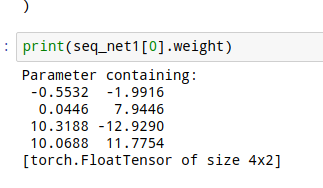 )
: print(seq_net1[0].weight)
Parameter containing:
-0.5532 -1.9916
0.0446 7.9446
10.3188 -12.9290
10.0688 11.7754
[torch.FloatTensor of size 4x2]